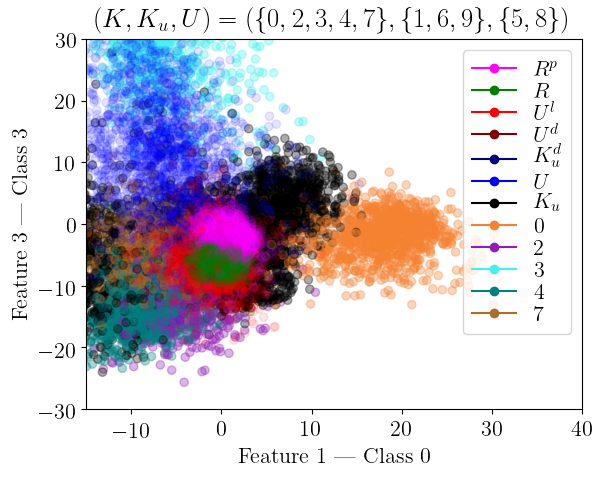 (K, K_u, U) = ({0, 2, 3, 4, 7}, {1, 6, 9}, {5, 8})
30
20
10
0
−10
−20
−30
Feature 3 — Class 3
R^p
R
U^l
U^d
K_u^d
U
K_u
0
2
3
4
7
−10
0
10
20
30
40
Feature 1 — Class 0